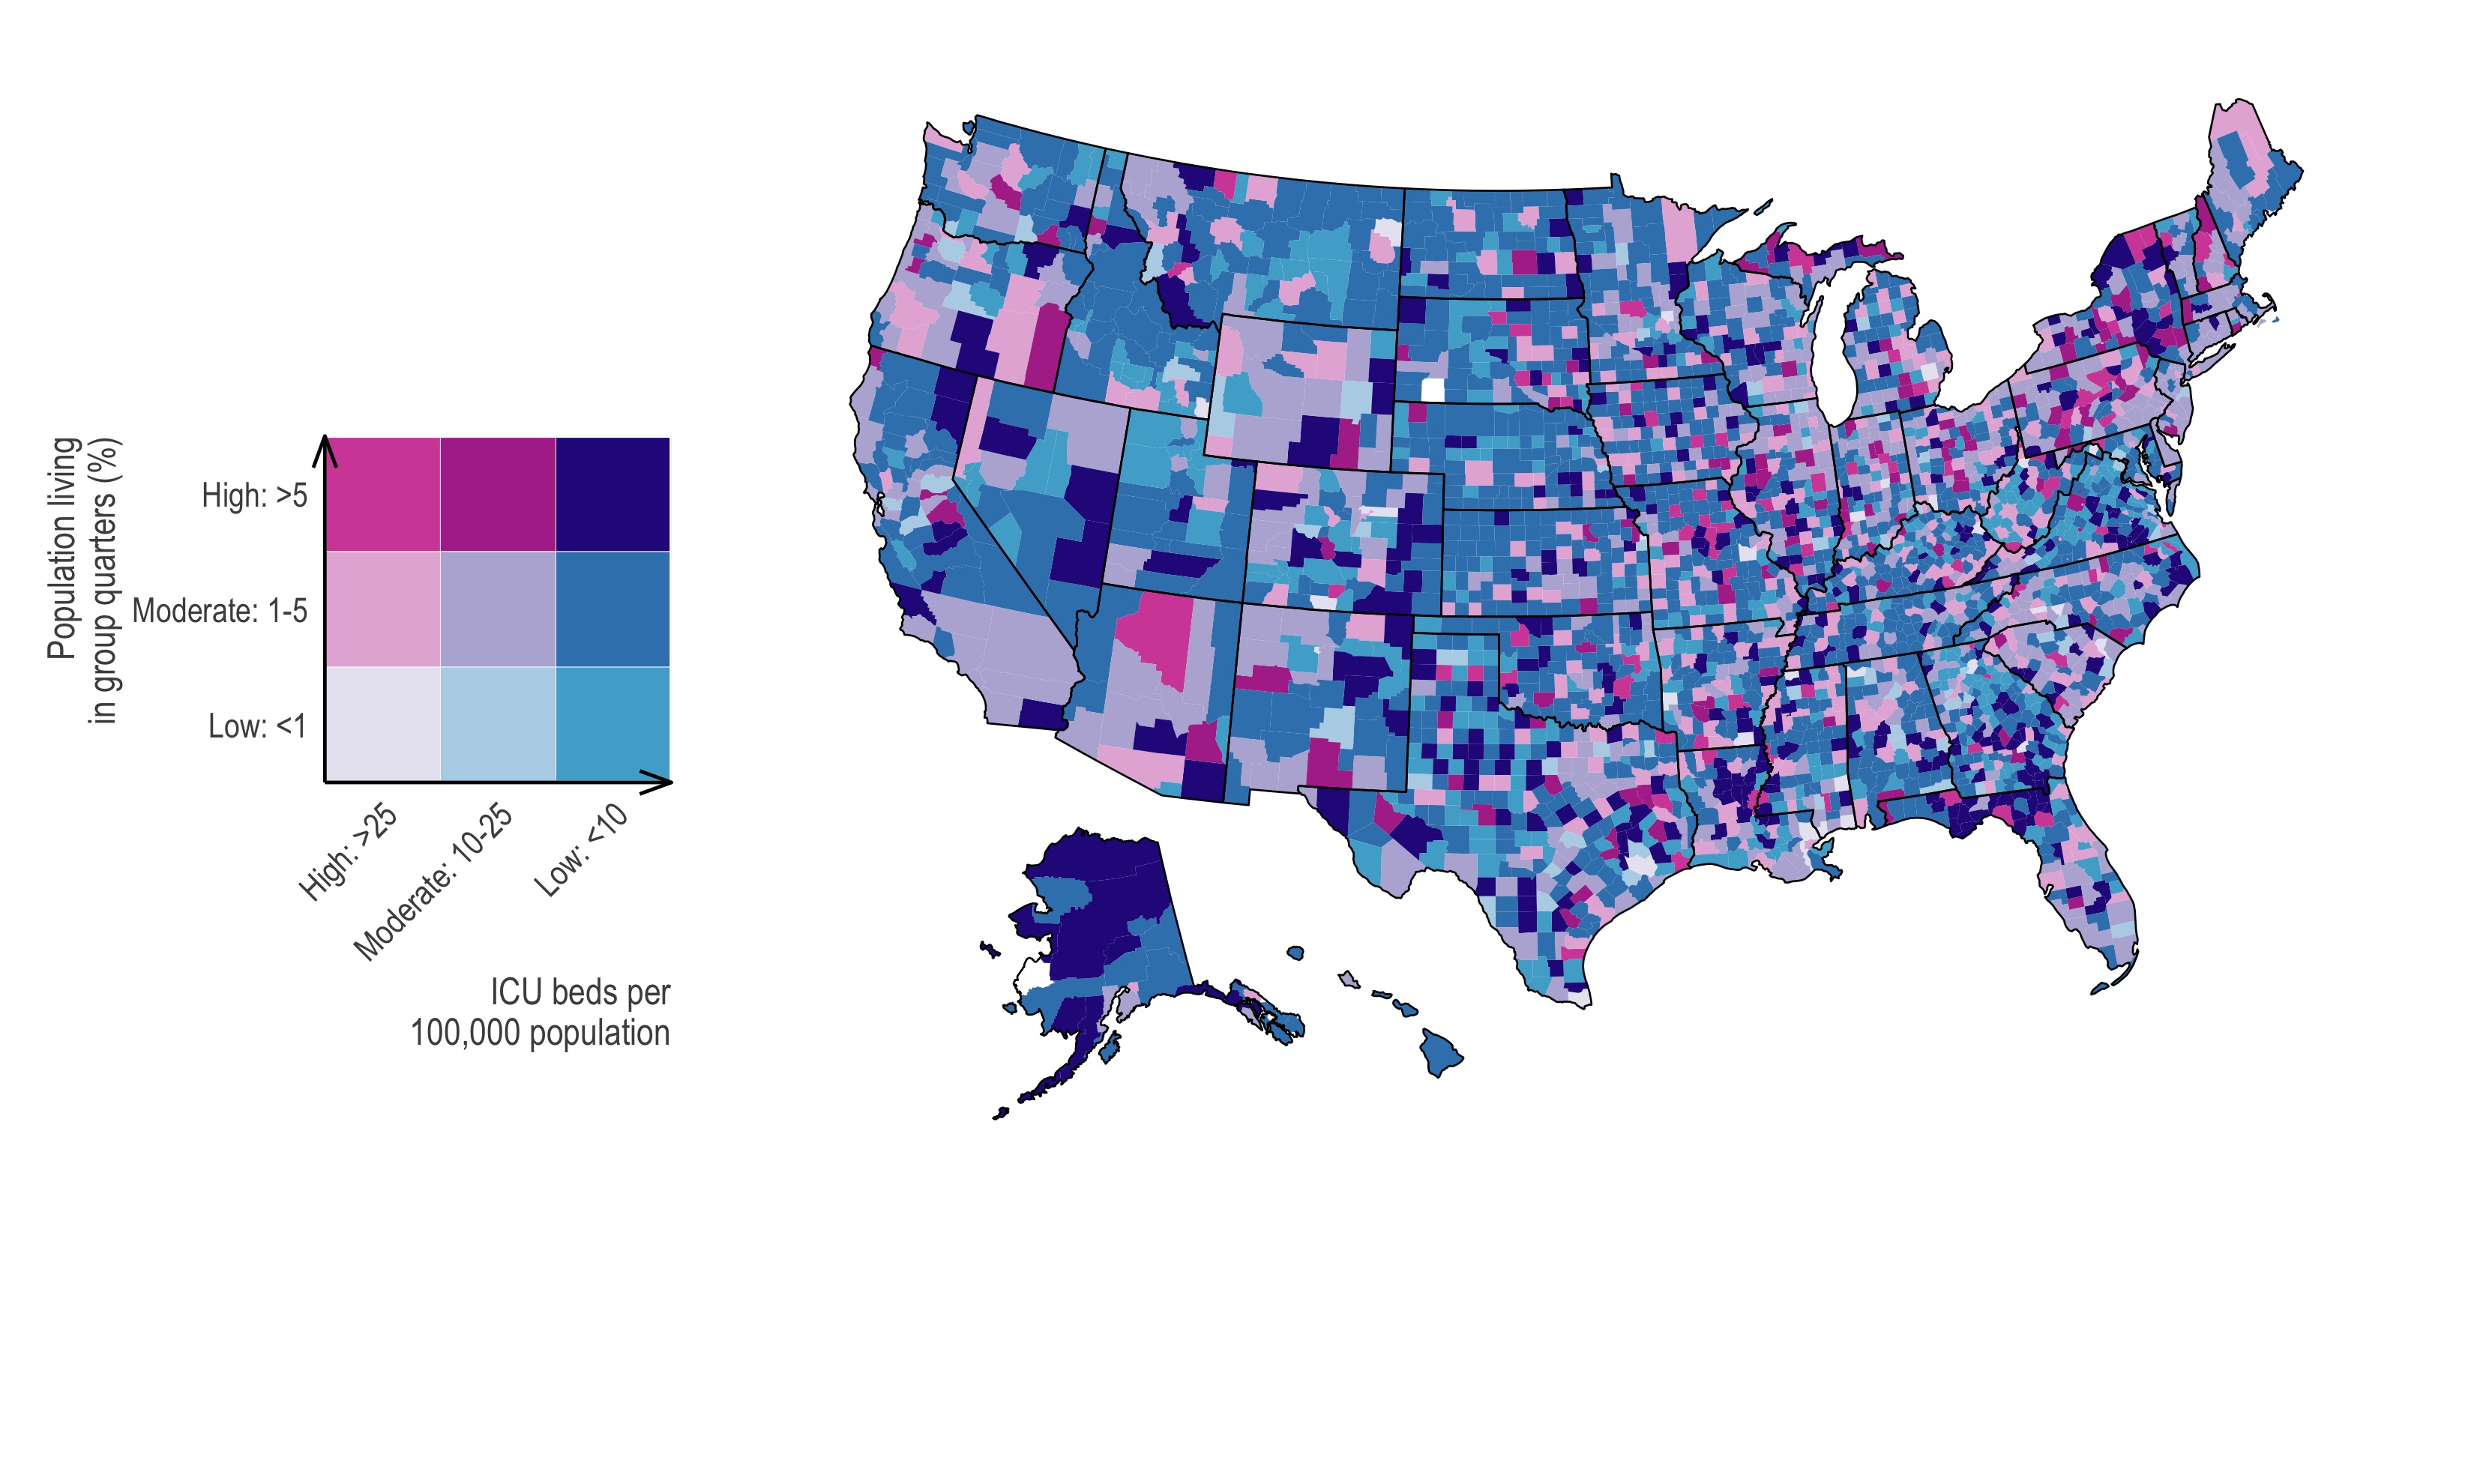 Population living
in group quarters (%)
High: >5
Moderate: 1-5
Low: <1
High: >25
Moderate: 10-25
Low: <10
ICU beds per
100,000 population